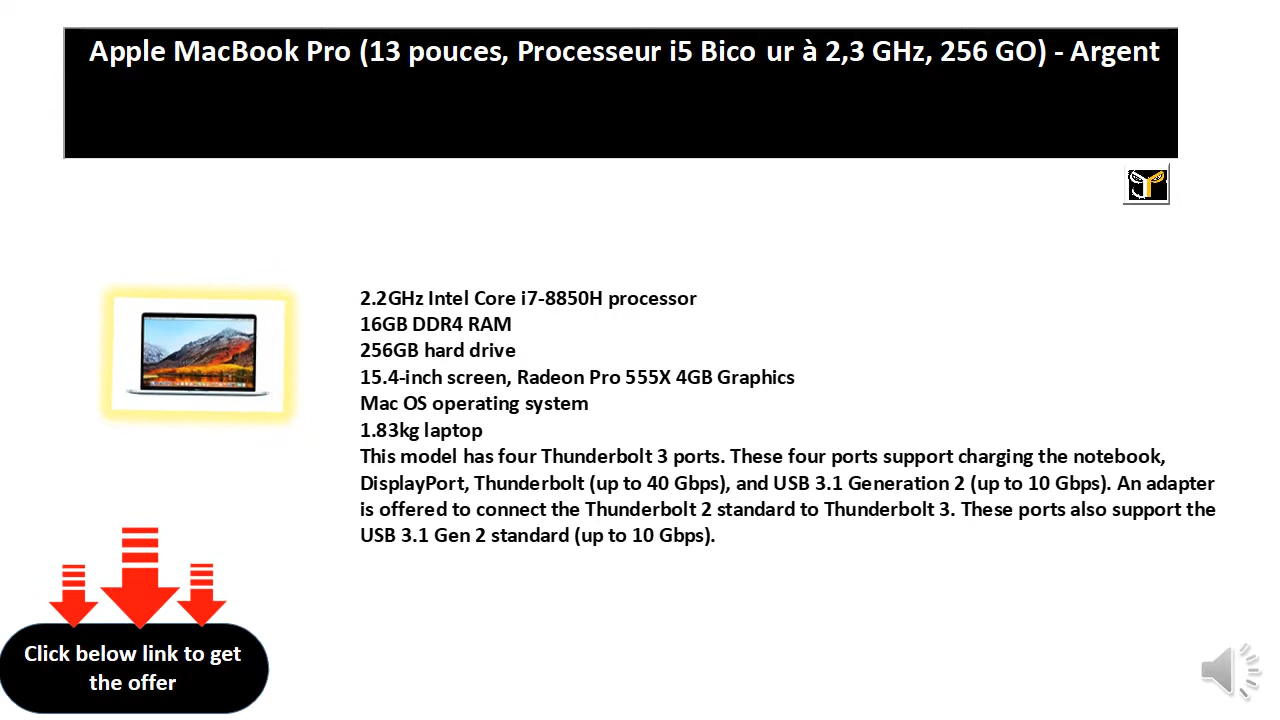 Apple MacBook Pro (13 pouces, Processeur i5 Bico ur à 2,3 GHz, 256 GO) - Argent
2.2GHz Intel Core i7-8850H processor
16GB DDR4 RAM
256GB hard drive
15.4-inch screen, Radeon Pro 555X 4GB Graphics
Mac OS operating system
1.83kg laptop
This model has four Thunderbolt 3 ports. These four ports support charging the notebook,
DisplayPort, Thunderbolt (up to 40 Gbps), and USB 3.1 Generation 2 (up to 10 Gbps). An adapter
is offered to connect the Thunderbolt 2 standard to Thunderbolt 3. These ports also support the
USB 3.1 Gen 2 standard (up to 10 Gbps).
Click below link to get
the offer